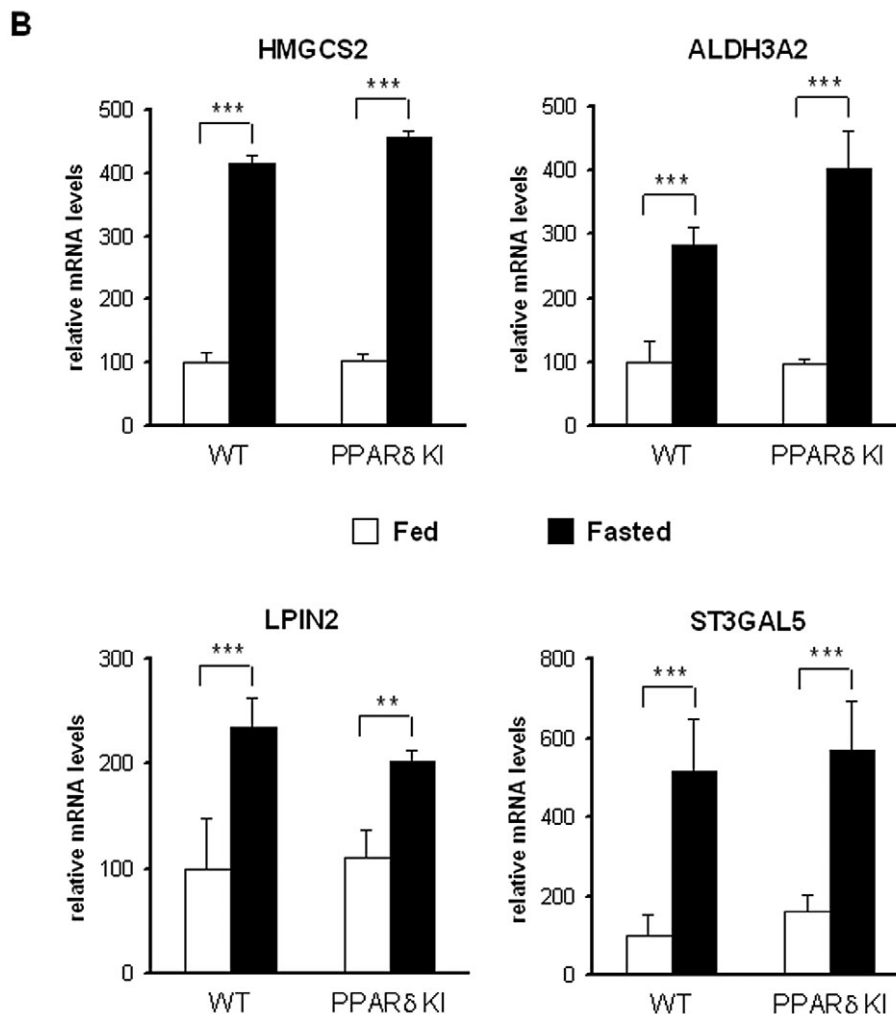 B
HMGCS2
relative mRNA levels
500
400
300
200
100
0
***
***
WT
PPARδ KI
ALDH3A2
relative mRNA levels
500
400
300
200
100
0
***
***
WT
PPARδ KI
Fed
Fasted
LPIN2
relative mRNA levels
300
200
100
0
***
**
WT
PPARδ KI
ST3GAL5
relative mRNA levels
800
600
400
200
0
***
***
WT
PPARδ KI